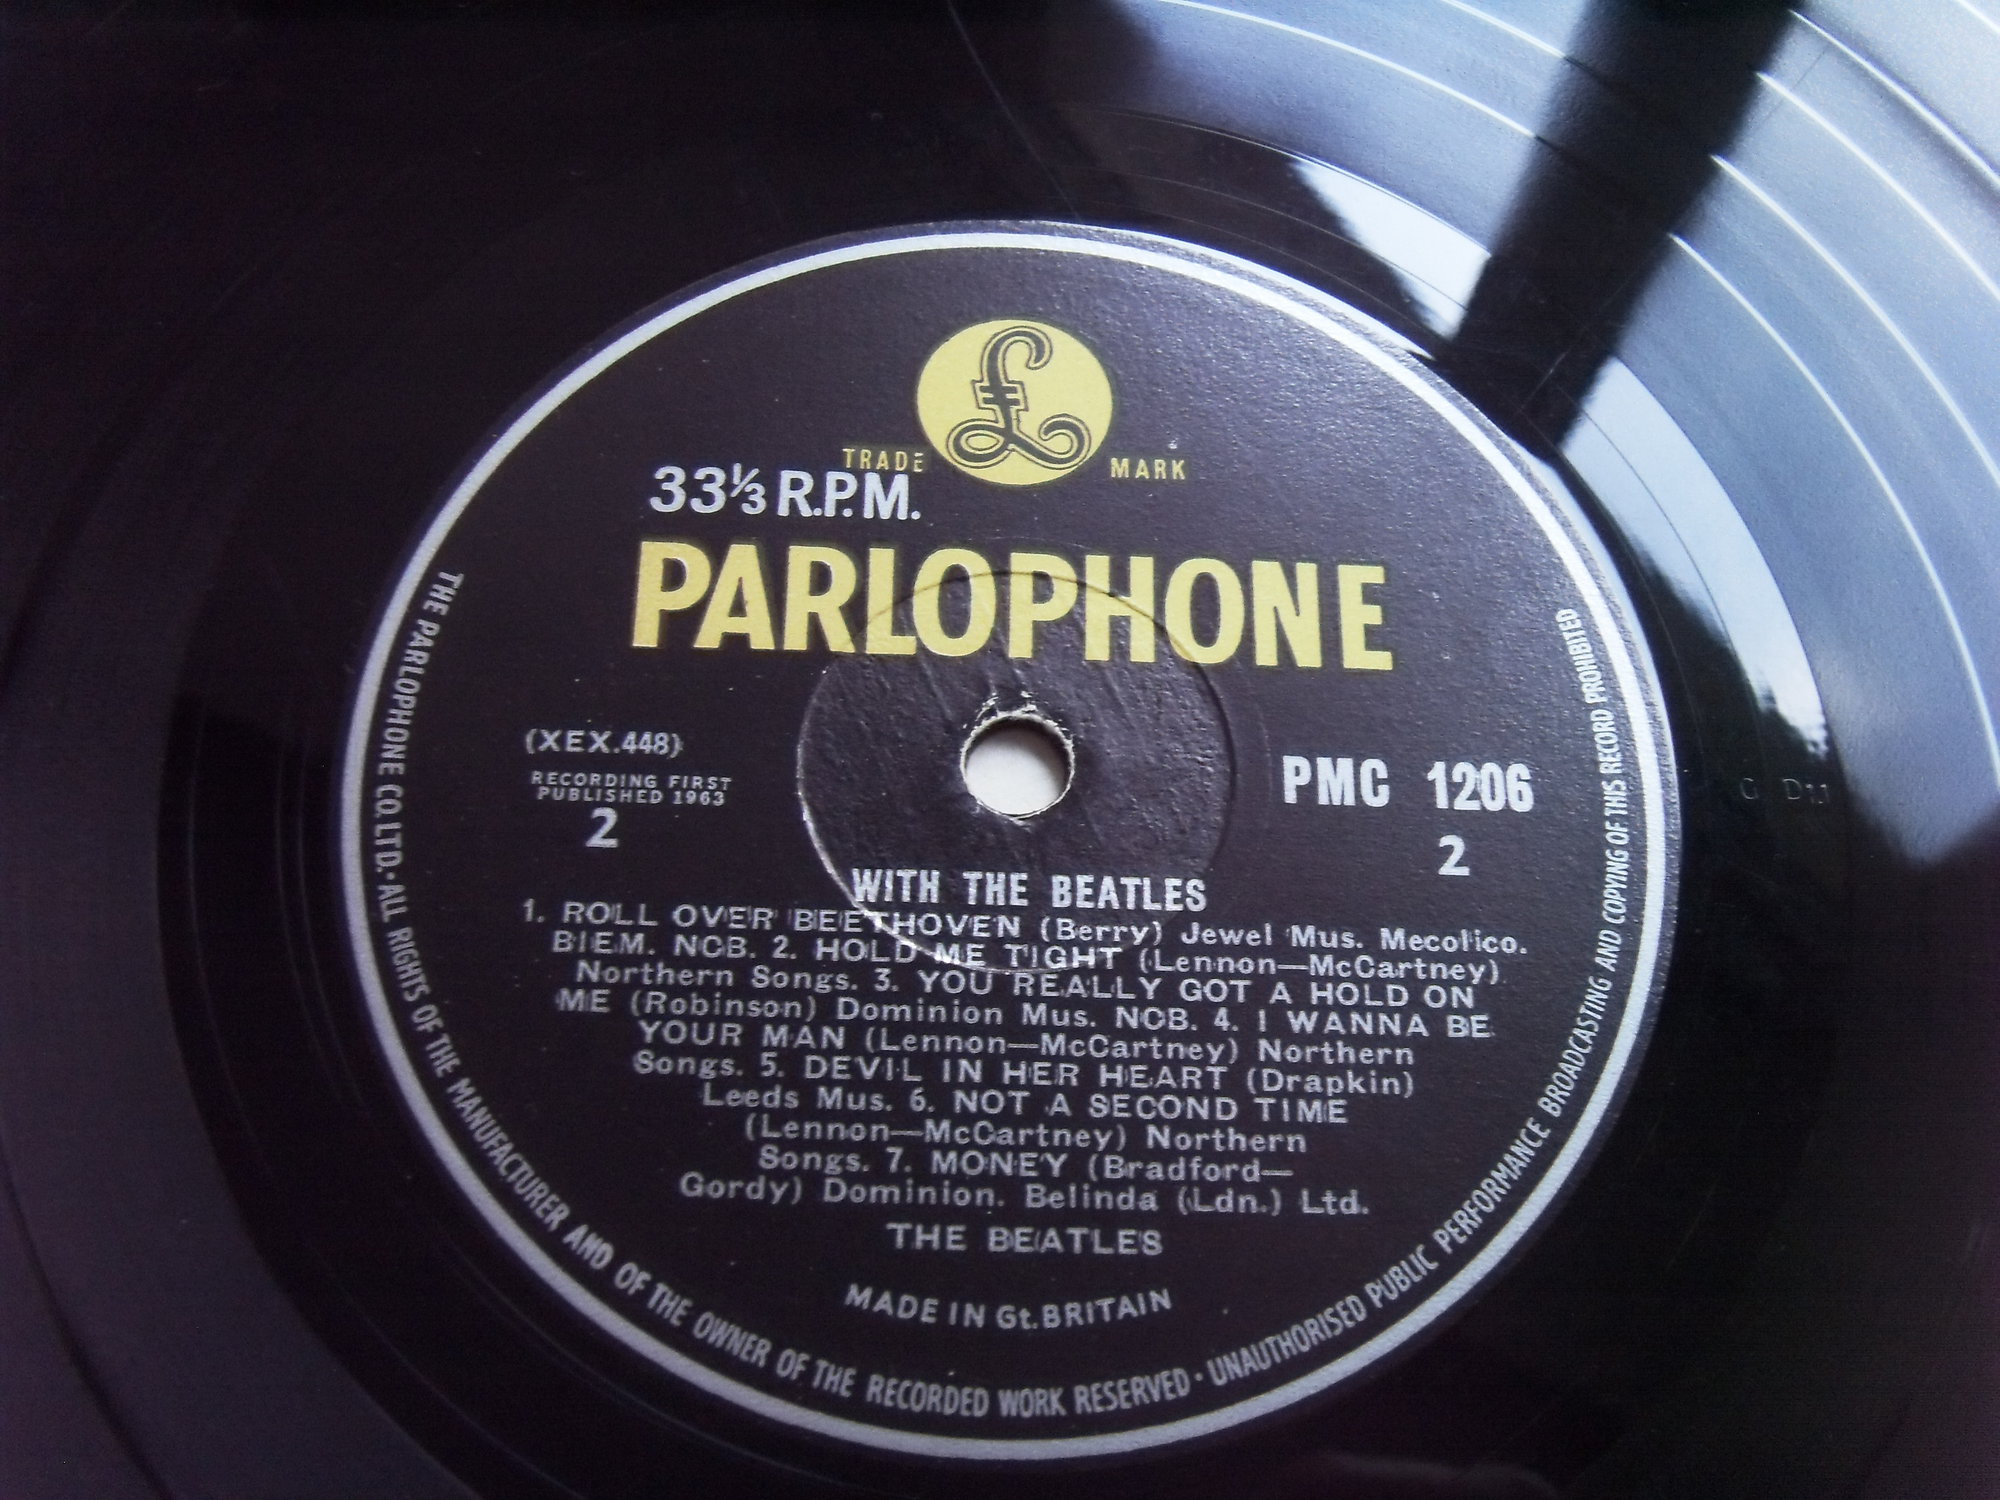 £
TRADE MARK
33⅓ R.P.M.
PARLOPHONE
(XEX.448)
RECORDING FIRST
PUBLISHED 1963
2
PMC 1206
2
WITH THE BEATLES
1. ROLL OVER BEETHOVEN (Berry) Jewel Mus. Mecolico.
BIEM. NCB. 2. HOLD ME TIGHT (Lennon—McCartney)
Northern Songs. 3. YOU REALLY GOT A HOLD ON
ME (Robinson) Dominion Mus. NCB. 4. I WANNA BE
YOUR MAN (Lennon—McCartney) Northern
Songs. 5. DEVIL IN HER HEART (Drapkin)
Leeds Mus. 6. NOT A SECOND TIME
(Lennon—McCartney) Northern
Songs. 7. MONEY (Bradford—
Gordy) Dominion. Belinda (Ldn.) Ltd.
THE BEATLES
MADE IN Gt. BRITAIN
THE PARLOPHONE CO. LTD. · ALL RIGHTS OF THE MANUFACTURER AND OF THE OWNER OF THE RECORDED WORK RESERVED · UNAUTHORISED PUBLIC PERFORMANCE BROADCASTING AND COPYING OF THIS RECORD PROHIBITED